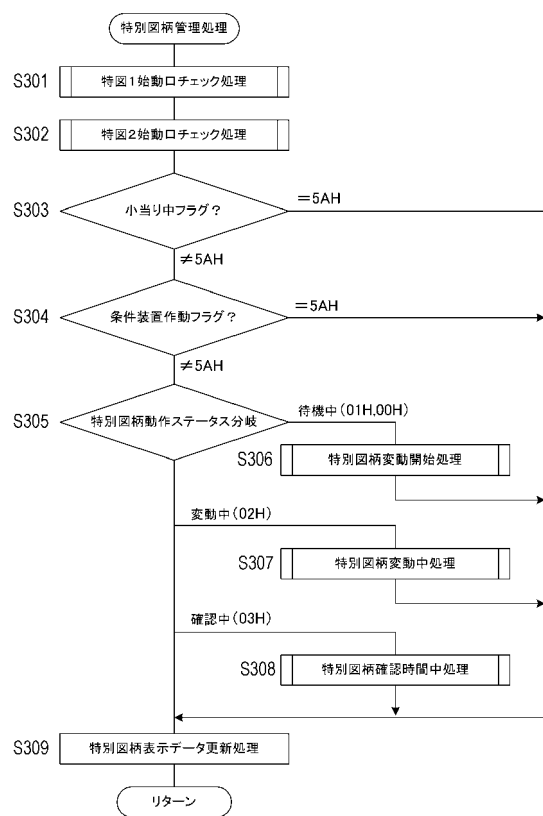 特別図柄管理処理
S301
特図1始動口チェック処理
S302
特図2始動口チェック処理
S303
小当り中フラグ?
=5AH
≠5AH
S304
条件装置作動フラグ?
=5AH
≠5AH
S305
特別図柄動作ステータス分岐
待機中(01H,00H)
S306
特別図柄変動開始処理
変動中(02H)
S307
特別図柄変動中処理
確認中(03H)
S308
特別図柄確認時間中処理
S309
特別図柄表示データ更新処理
リターン